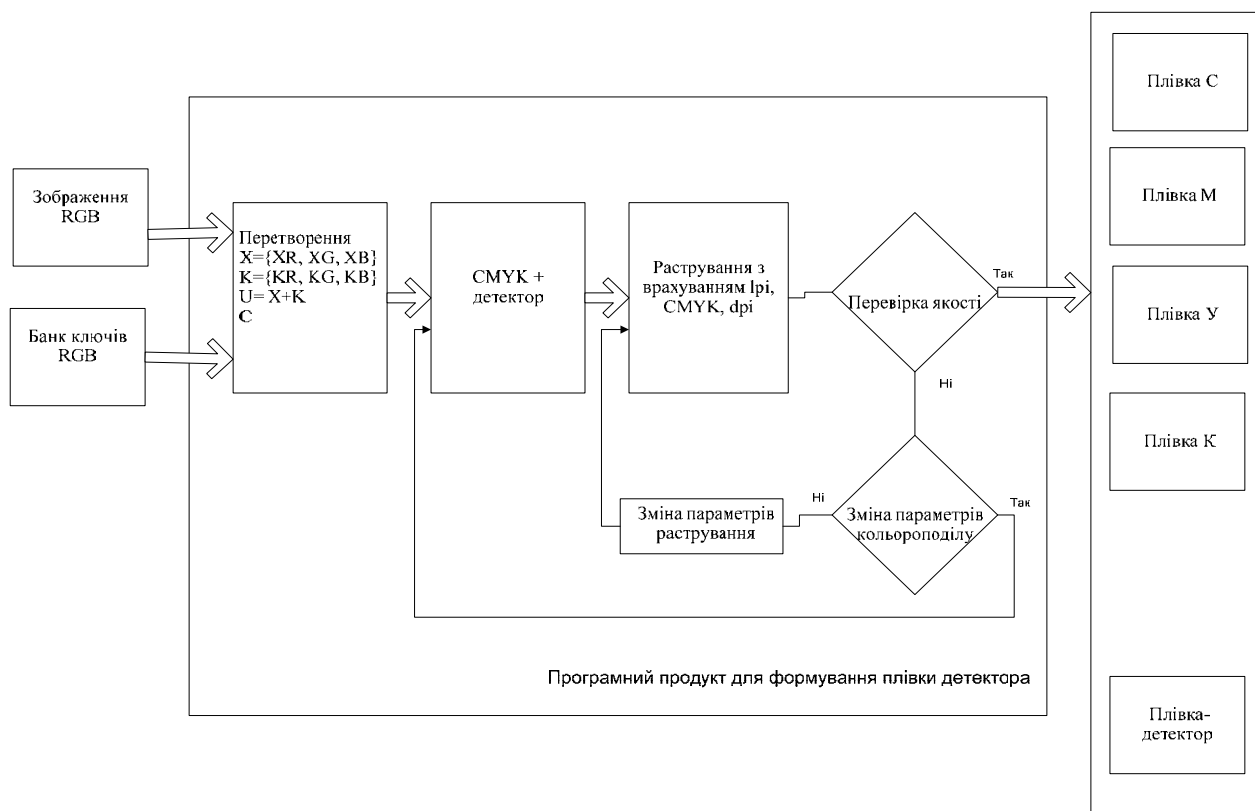 Зображення
RGB
Банк ключів
RGB
Перетворення
X={XR, XG, XB}
K={KR, KG, KB}
U= X+K
C
CMYK +
детектор
Растрування з
врахуванням lpi,
CMYK, dpi
Перевірка якості
Так
Ні
Зміна параметрів
кольороподілу
Ні
Так
Зміна параметрів
растрування
Програмний продукт для формування плівки детектора
Плівка С
Плівка М
Плівка У
Плівка К
Плівка-
детектор